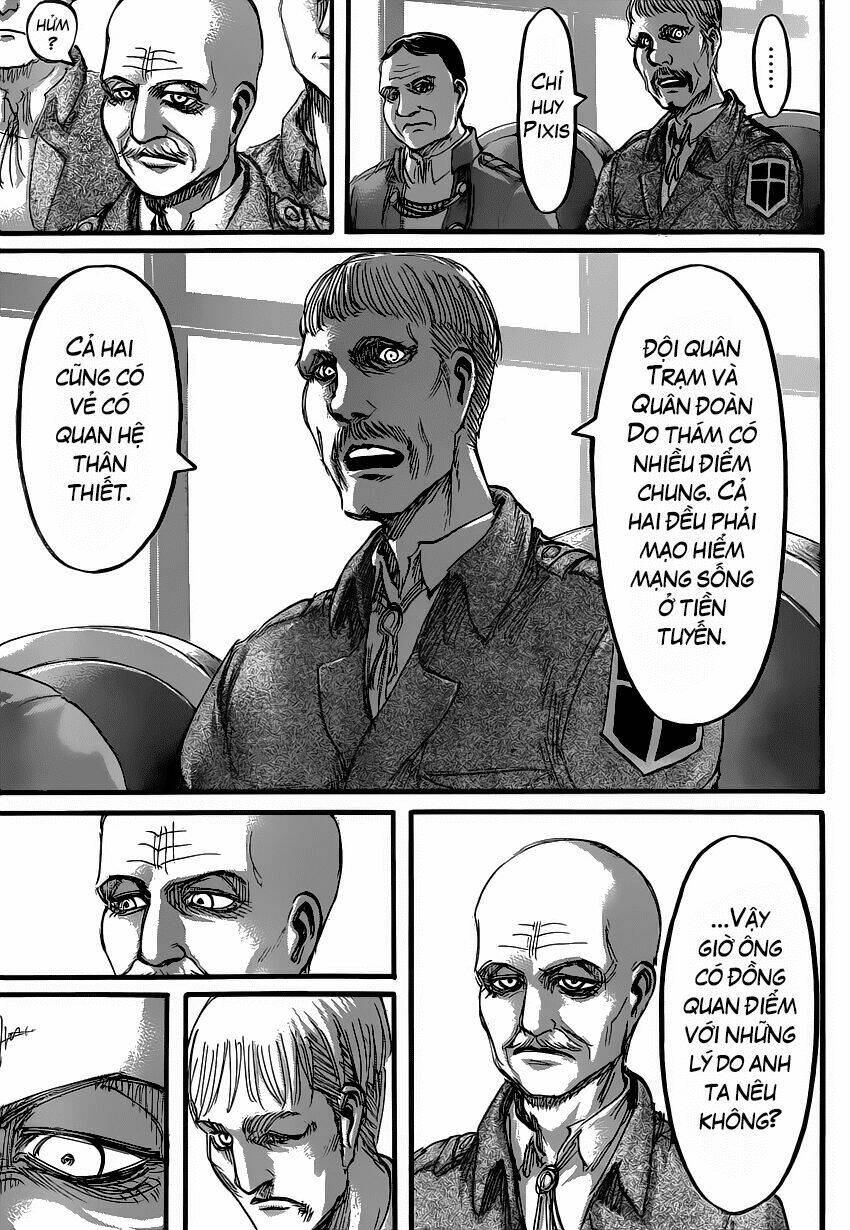 ......
CHỈ
HUY
PIXIS
HỬM
?
ĐỘI QUÂN
TRẠM VÀ
QUÂN ĐOÀN
DO THÁM CÓ
NHIỀU ĐIỂM
CHUNG. CẢ
HAI ĐỀU PHẢI
MẠO HIỂM
MẠNG SỐNG
Ở TIỀN
TUYẾN.
CẢ HAI
CŨNG CÓ
VẺ CÓ
QUAN HỆ
THÂN
THIẾT.
...VẬY
GIỜ ÔNG
CÓ ĐỒNG
QUAN ĐIỂM
VỚI NHỮNG
LÝ DO ANH
TA NÊU
KHÔNG?